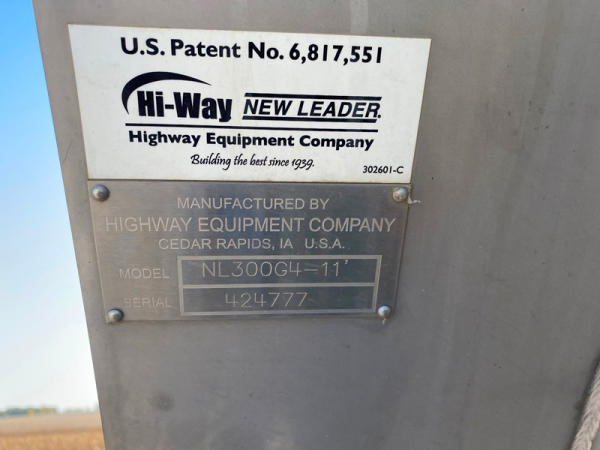 U.S. Patent No. 6,817,551
Hi-Way NEW LEADER®
Highway Equipment Company
Building the best since 1939.
302601-C
MANUFACTURED BY
HIGHWAY EQUIPMENT COMPANY
CEDAR RAPIDS, IA U.S.A.
MODEL NL300G4-11'
SERIAL 424777